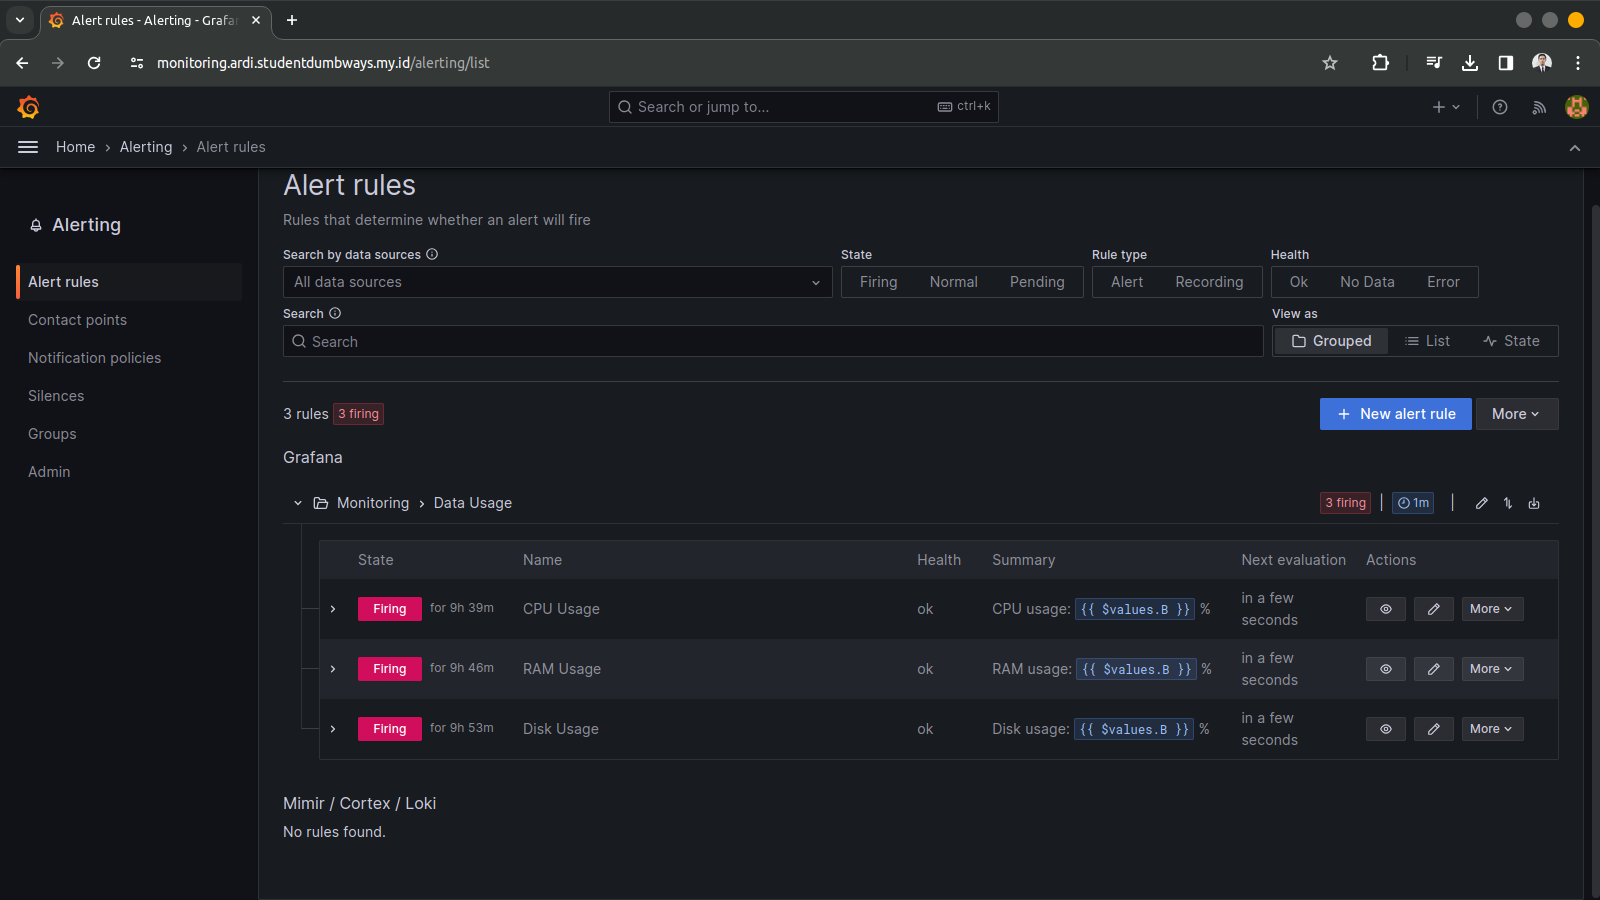 Alert rules - Alerting - Grafan
monitoring.ardi.studentdumbways.my.id/alerting/list
Search or jump to... ctrl+k
Home › Alerting › Alert rules
Alerting
Alert rules
Contact points
Notification policies
Silences
Groups
Admin
Alert rules
Rules that determine whether an alert will fire
Search by data sources State Rule type Health
All data sources Firing Normal Pending Alert Recording Ok No Data Error
Search View as
Search Grouped List State
3 rules 3 firing New alert rule More
Grafana
Monitoring › Data Usage 3 firing 1m
State Name Health Summary Next evaluation Actions
Firing for 9h 39m CPU Usage ok CPU usage: {{ $values.B }} % in a few seconds More
Firing for 9h 46m RAM Usage ok RAM usage: {{ $values.B }} % in a few seconds More
Firing for 9h 53m Disk Usage ok Disk usage: {{ $values.B }} % in a few seconds More
Mimir / Cortex / Loki
No rules found.